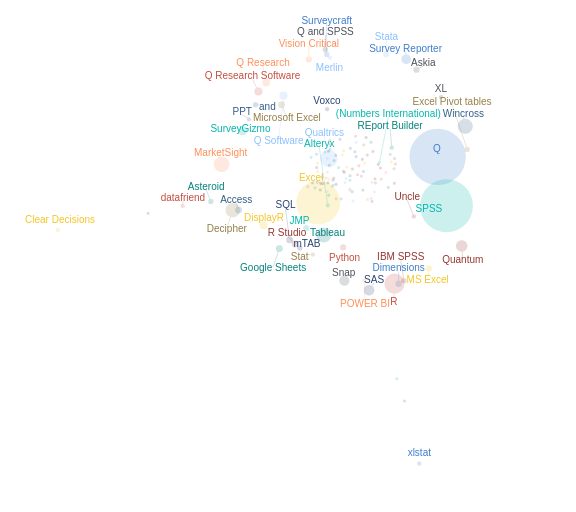 Surveycraft
Q and SPSS
Stata
Vision Critical
Survey Reporter
Q Research
Merlin
Askia
Q Research Software
XL
Voxco
Excel Pivot tables
PPT
and
(Numbers International)
Wincross
Microsoft Excel
SurveyGizmo
REport Builder
Qualtrics
Q Software
Alteryx
Q
MarketSight
Excel
Asteroid
datafriend
Access
SQL
Uncle
SPSS
Clear Decisions
DisplayR
JMP
Decipher
R Studio
Tableau
mTAB
Stat
Python
IBM SPSS
Quantum
Google Sheets
Dimensions
Snap
SAS
MS Excel
POWER BI
R
xlstat